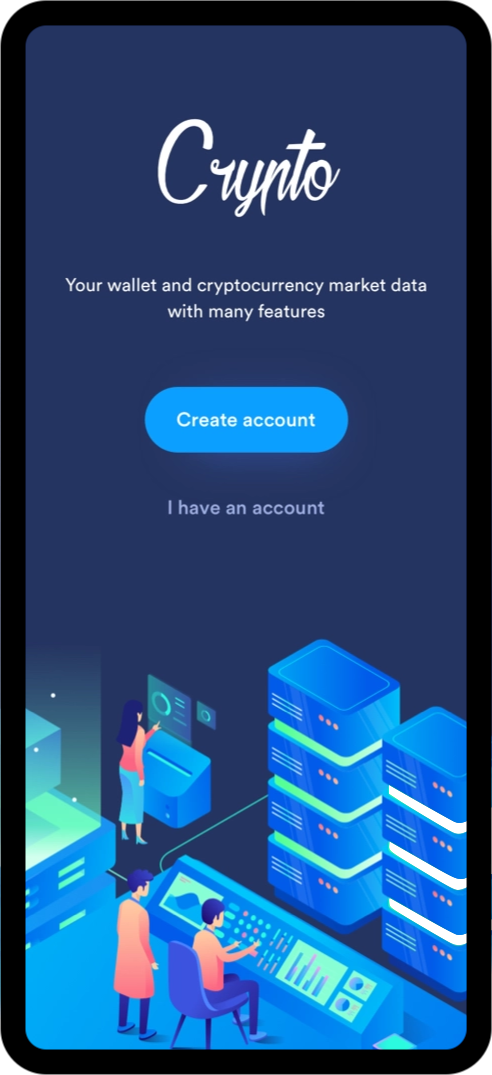 Crypto
Your wallet and cryptocurrency market data
with many features
Create account
I have an account